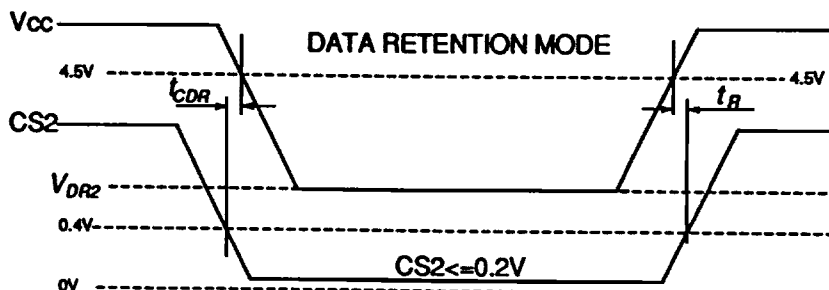 Vcc
DATA RETENTION MODE
4.5V
4.5V
tCDR
tR
CS2
VDR2
0.4V
CS2<=0.2V
0V